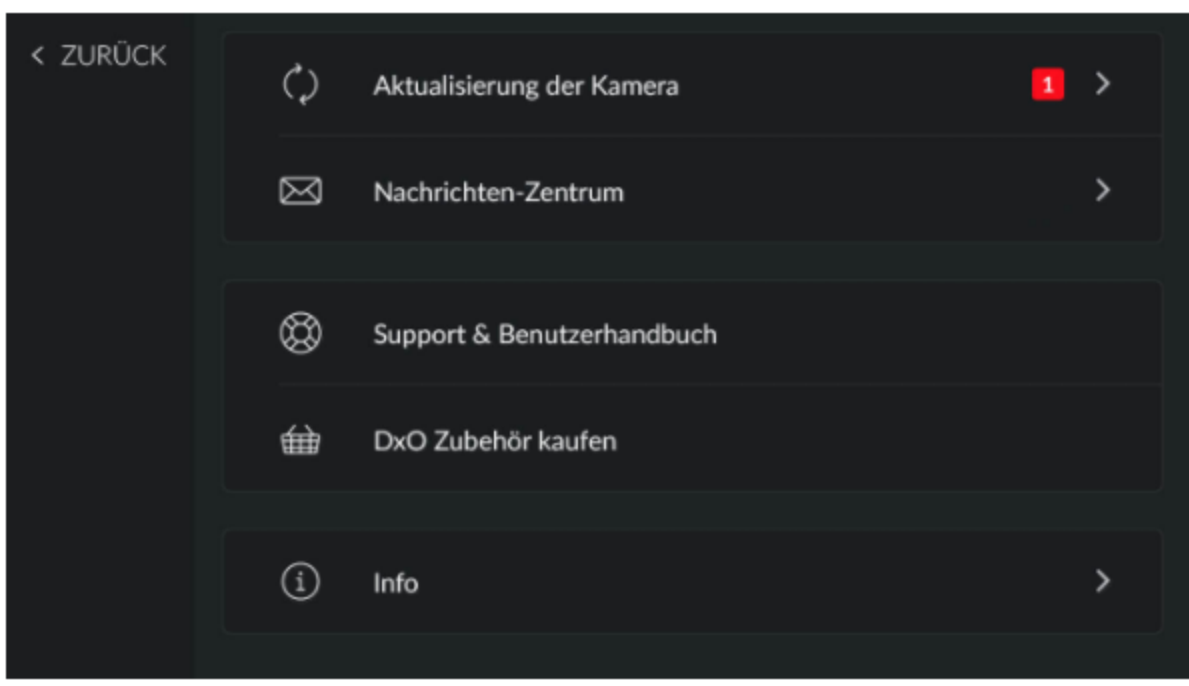 < ZURÜCK
Aktualisierung der Kamera 1 >
Nachrichten-Zentrum >
Support & Benutzerhandbuch
DxO Zubehör kaufen
Info >